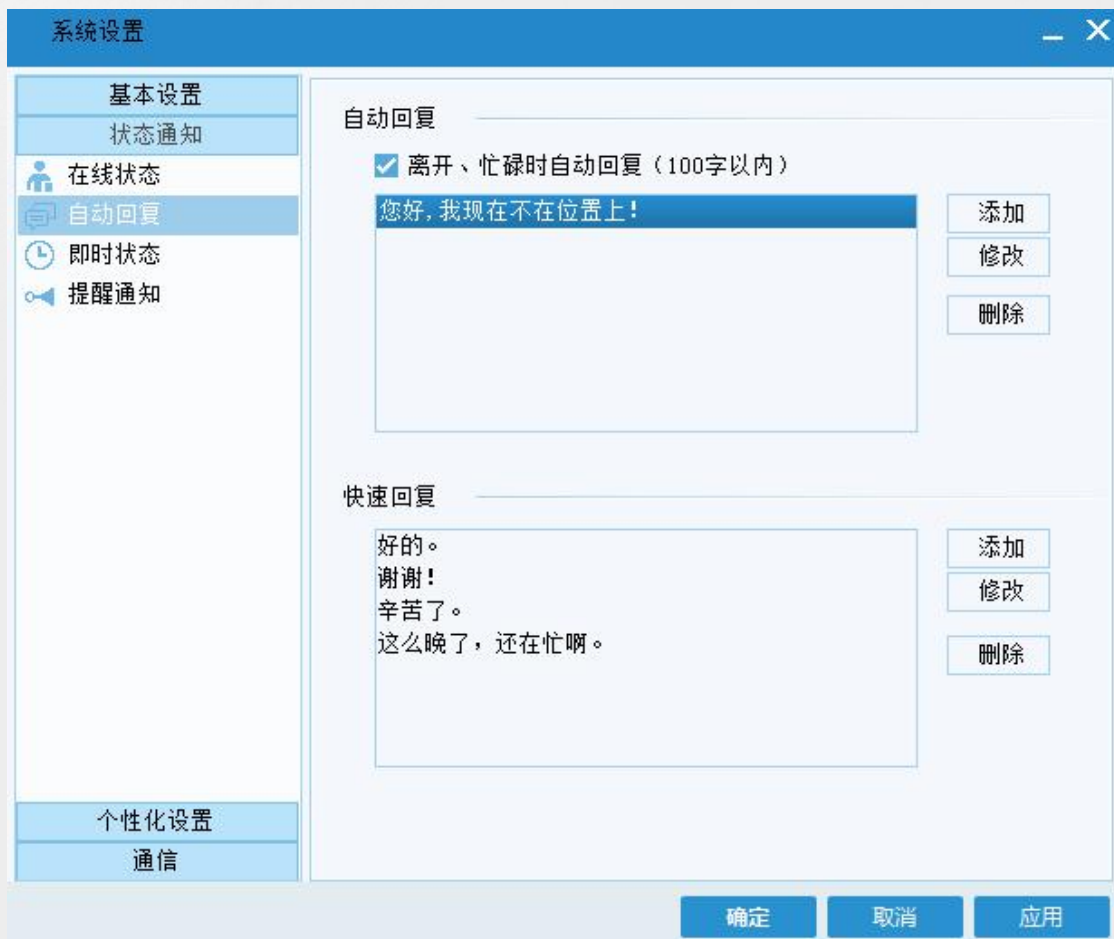 系统设置
基本设置
状态通知
在线状态
自动回复
即时状态
提醒通知
个性化设置
通信
自动回复
离开、忙碌时自动回复(100字以内)
您好,我现在不在位置上!
添加
修改
删除
快速回复
好的。
谢谢!
辛苦了。
这么晚了，还在忙啊。
添加
修改
删除
确定
取消
应用